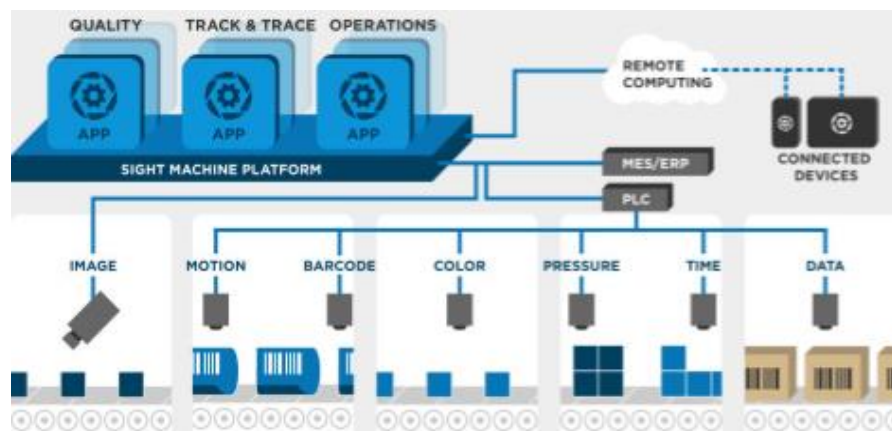 QUALITY
TRACK & TRACE
OPERATIONS
APP
APP
APP
SIGHT MACHINE PLATFORM
REMOTE
COMPUTING
CONNECTED
DEVICES
MES/ERP
PLC
IMAGE
MOTION
BARCODE
COLOR
PRESSURE
TIME
DATA